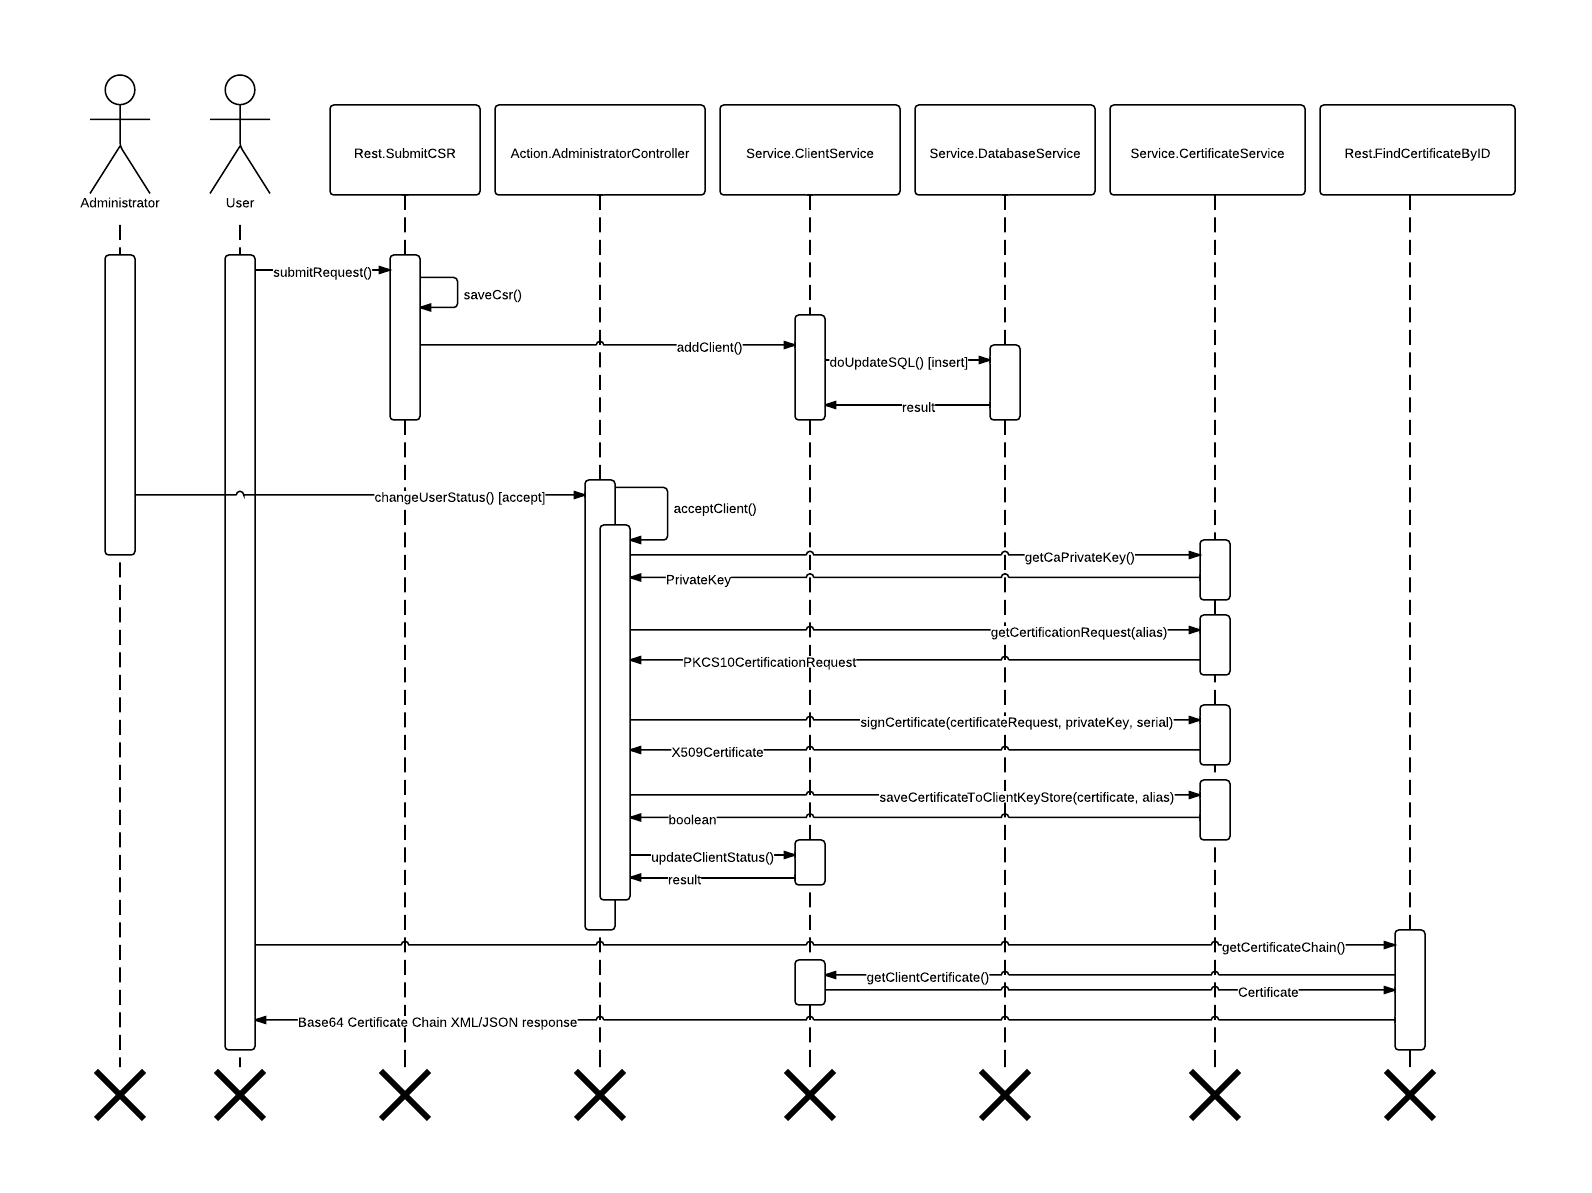 Administrator
User
Rest.SubmitCSR
Action.AdministratorController
Service.ClientService
Service.DatabaseService
Service.CertificateService
Rest.FindCertificateByID
submitRequest()
saveCsr()
addClient()
doUpdateSQL() [insert]
result
changeUserStatus() [accept]
acceptClient()
getCaPrivateKey()
PrivateKey
getCertificationRequest(alias)
PKCS10CertificationRequest
signCertificate(certificateRequest, privateKey, serial)
X509Certificate
saveCertificateToClientKeyStore(certificate, alias)
boolean
updateClientStatus()
result
getCertificateChain()
getClientCertificate()
Certificate
Base64 Certificate Chain XML/JSON response